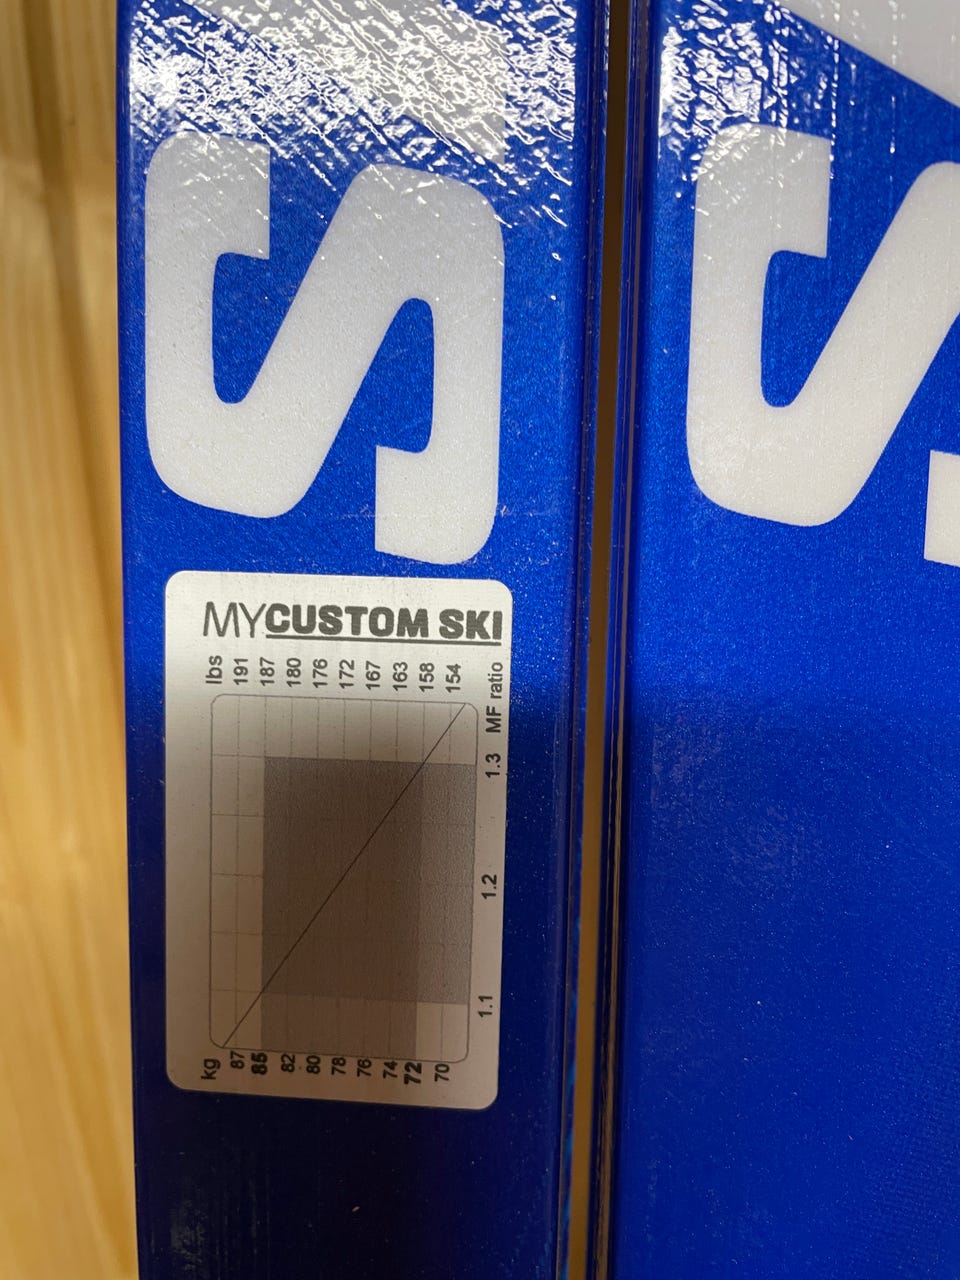 S
S
MYCUSTOM SKI
lbs 191 187 180 176 172 167 163 158 154
MF ratio
1.3
1.2
1.1
kg 87 85 82 80 78 76 74 72 70